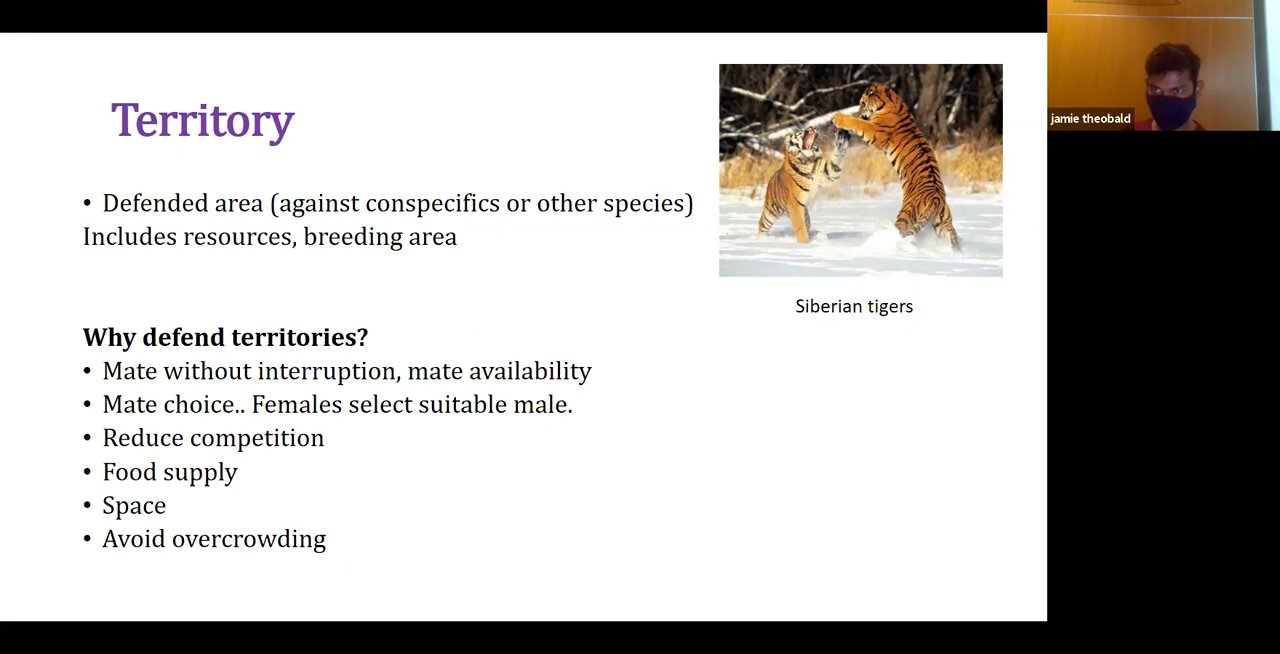 Territory
• Defended area (against conspecifics or other species)
Includes resources, breeding area
Why defend territories?
• Mate without interruption, mate availability
• Mate choice.. Females select suitable male.
• Reduce competition
• Food supply
• Space
• Avoid overcrowding
Siberian tigers
jamie theobald